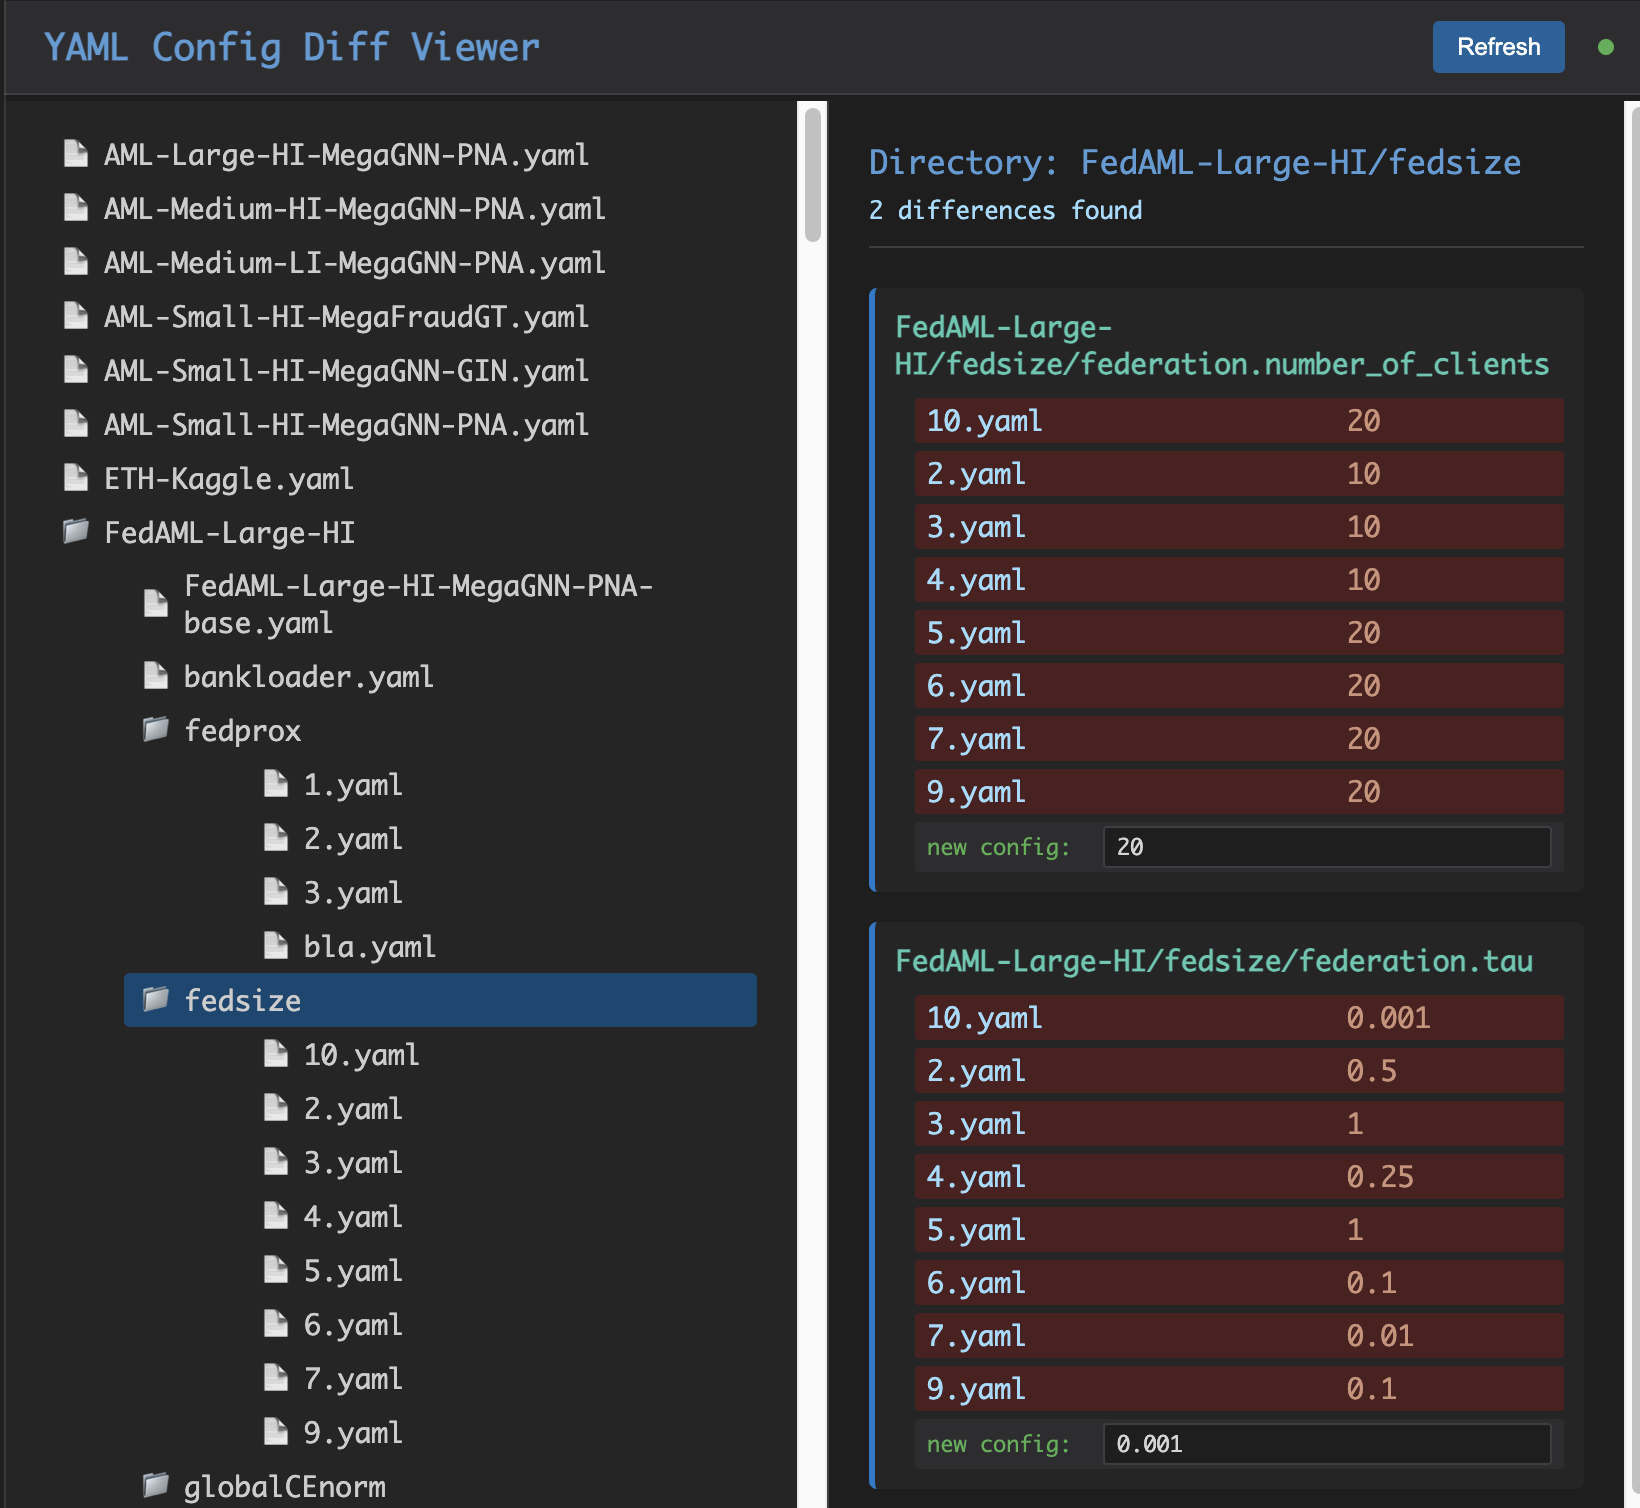 YAML Config Diff Viewer
Refresh
AML-Large-HI-MegaGNN-PNA.yaml
AML-Medium-HI-MegaGNN-PNA.yaml
AML-Medium-LI-MegaGNN-PNA.yaml
AML-Small-HI-MegaFraudGT.yaml
AML-Small-HI-MegaGNN-GIN.yaml
AML-Small-HI-MegaGNN-PNA.yaml
ETH-Kaggle.yaml
FedAML-Large-HI
FedAML-Large-HI-MegaGNN-PNA-
base.yaml
bankloader.yaml
fedprox
1.yaml
2.yaml
3.yaml
bla.yaml
fedsize
10.yaml
2.yaml
3.yaml
4.yaml
5.yaml
6.yaml
7.yaml
9.yaml
globalCEnorm
Directory: FedAML-Large-HI/fedsize
2 differences found
FedAML-Large-
HI/fedsize/federation.number_of_clients
10.yaml 20
2.yaml 10
3.yaml 10
4.yaml 10
5.yaml 20
6.yaml 20
7.yaml 20
9.yaml 20
new config: 20
FedAML-Large-HI/fedsize/federation.tau
10.yaml 0.001
2.yaml 0.5
3.yaml 1
4.yaml 0.25
5.yaml 1
6.yaml 0.1
7.yaml 0.01
9.yaml 0.1
new config: 0.001